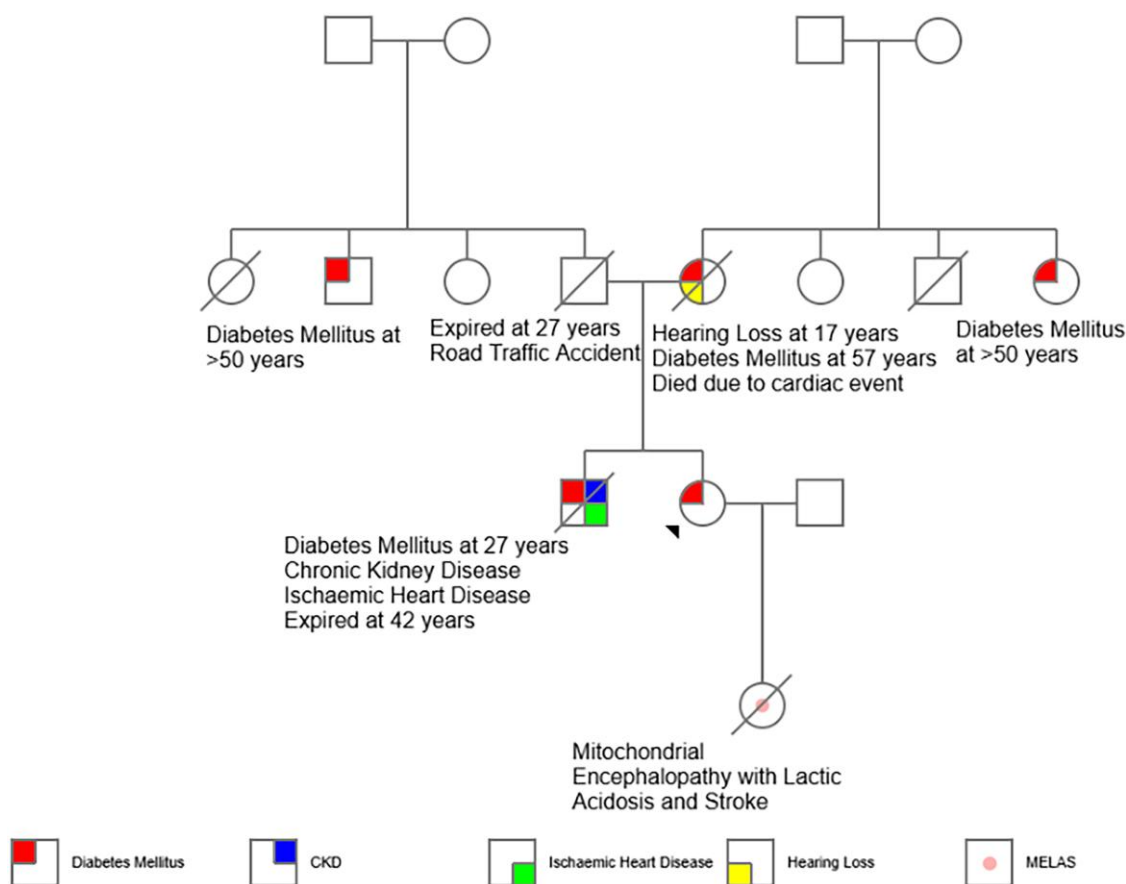 Diabetes Mellitus at
>50 years
Expired at 27 years
Road Traffic Accident
Hearing Loss at 17 years
Diabetes Mellitus at 57 years
Died due to cardiac event
Diabetes Mellitus
at >50 years
Diabetes Mellitus at 27 years
Chronic Kidney Disease
Ischaemic Heart Disease
Expired at 42 years
Mitochondrial
Encephalopathy with Lactic
Acidosis and Stroke
Diabetes Mellitus
CKD
Ischaemic Heart Disease
Hearing Loss
MELAS